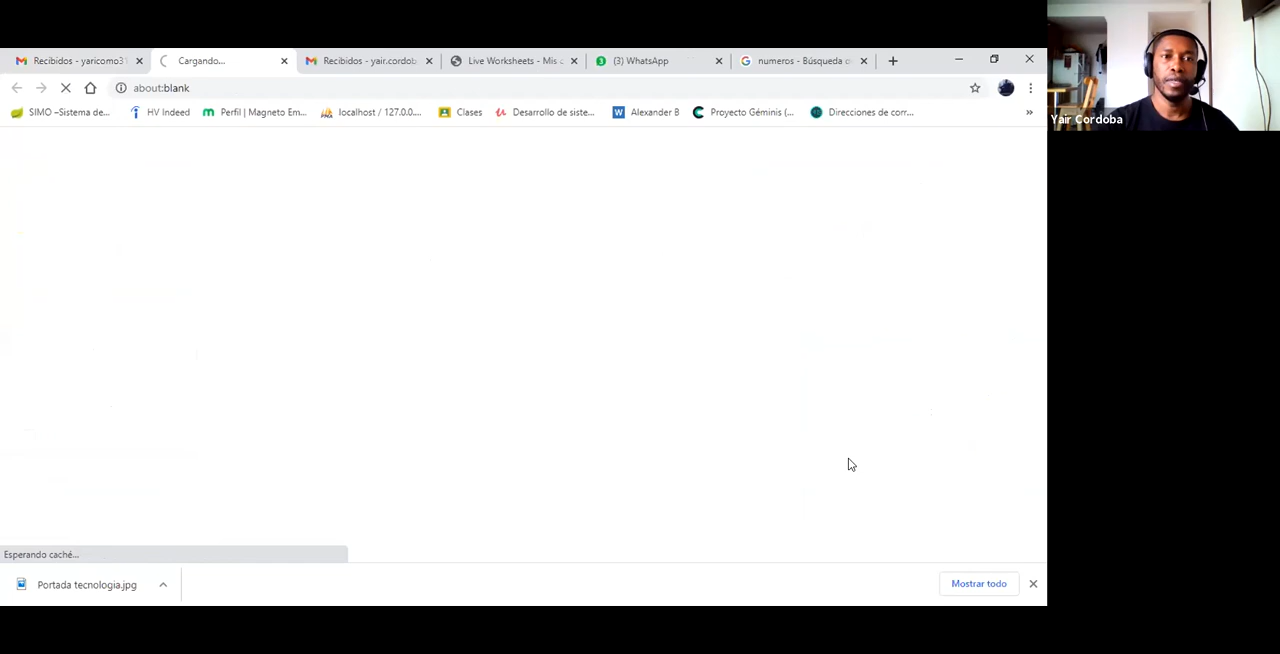 Recibidos - yaricomo31
Cargando...
Recibidos - yair.cordob
Live Worksheets - Mis c
(3) WhatsApp
numeros - Búsqueda
about:blank
SIMO –Sistema de...
HV Indeed
Perfil | Magneto Em...
localhost / 127.0.0....
Clases
Desarrollo de siste...
Alexander B
Proyecto Géminis (...
Direcciones de corr...
»
Yair Cordoba
Esperando caché...
Portada tecnologia.jpg
Mostrar todo